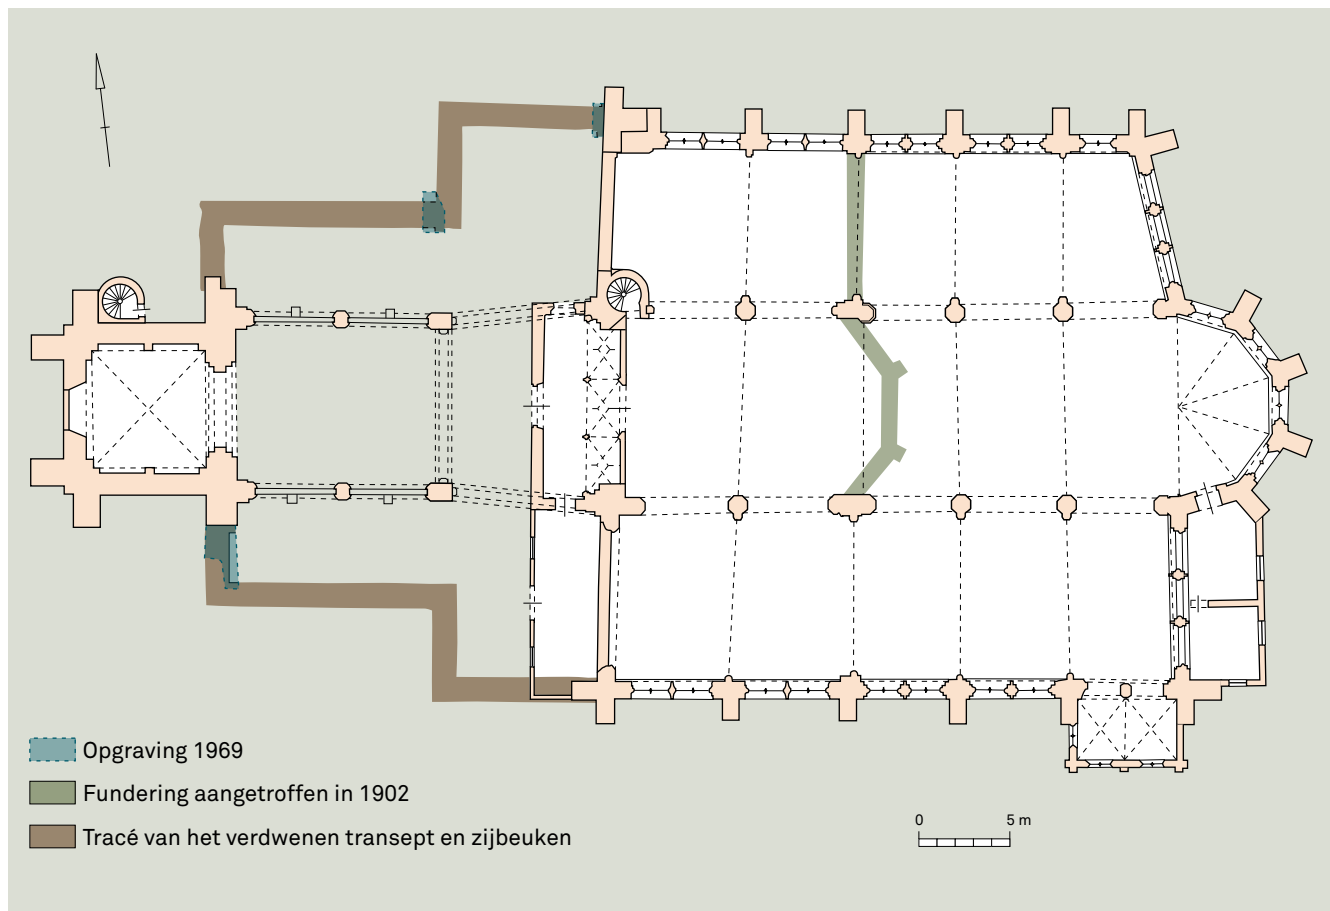 Opgraving 1969
Fundering aangetroffen in 1902
Tracé van het verdwenen transept en zijbeuken
0 5 m